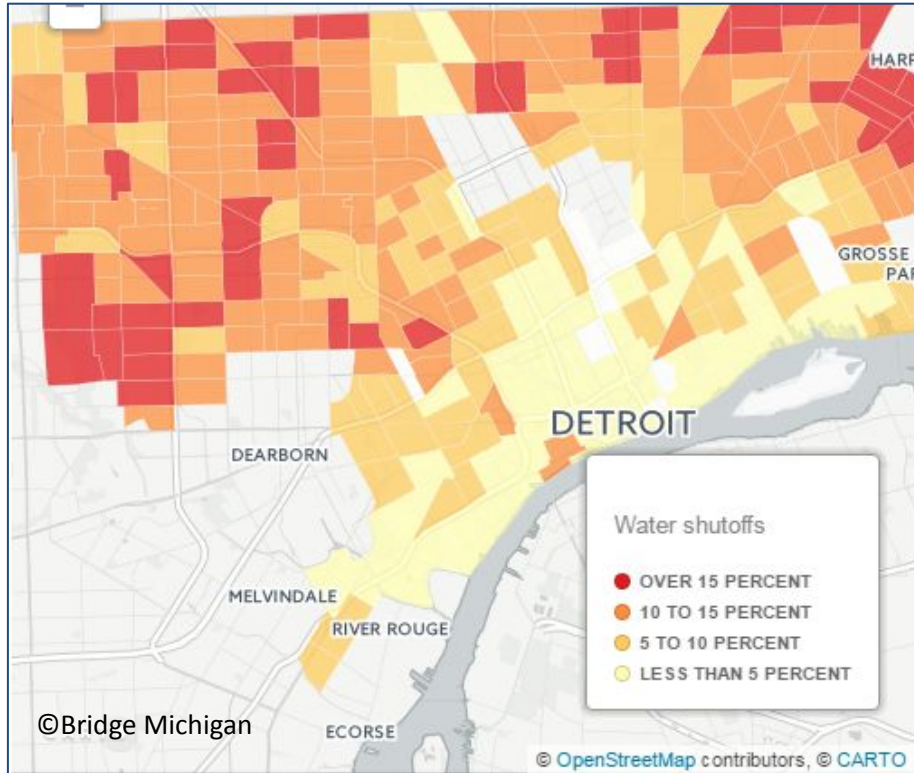 HARP
GROSSE
PAR
DETROIT
DEARBORN
Water shutoffs
OVER 15 PERCENT
10 TO 15 PERCENT
5 TO 10 PERCENT
LESS THAN 5 PERCENT
MELVINDALE
RIVER ROUGE
©Bridge Michigan
ECORSE
© OpenStreetMap contributors, © CARTO